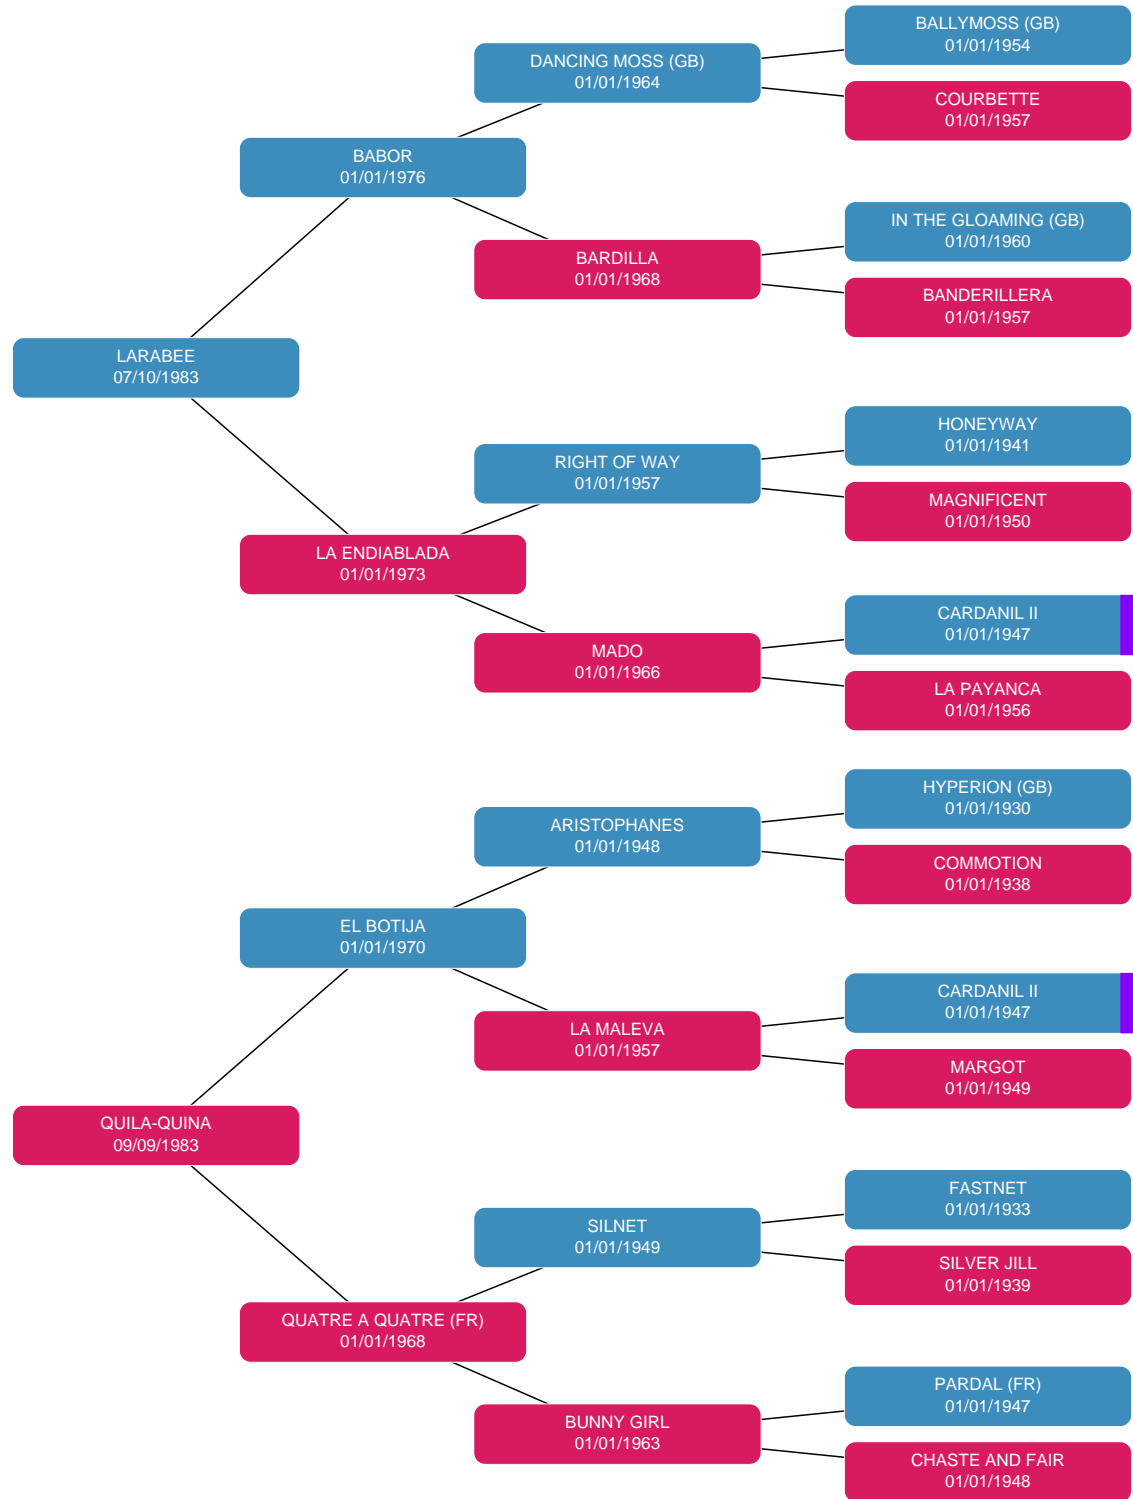 BALLYMOSS (GB)
01/01/1954
DANCING MOSS (GB)
01/01/1964
COURBETTE
01/01/1957
BABOR
01/01/1976
IN THE GLOAMING (GB)
01/01/1960
BARDILLA
01/01/1968
BANDERILLERA
01/01/1957
LARABEE
07/10/1983
HONEYWAY
01/01/1941
RIGHT OF WAY
01/01/1957
MAGNIFICENT
01/01/1950
LA ENDIABLADA
01/01/1973
CARDANIL II
01/01/1947
MADO
01/01/1966
LA PAYANCA
01/01/1956
HYPERION (GB)
01/01/1930
ARISTOPHANES
01/01/1948
COMMOTION
01/01/1938
EL BOTIJA
01/01/1970
CARDANIL II
01/01/1947
LA MALEVA
01/01/1957
MARGOT
01/01/1949
QUILA-QUINA
09/09/1983
FASTNET
01/01/1933
SILNET
01/01/1949
SILVER JILL
01/01/1939
QUATRE A QUATRE (FR)
01/01/1968
PARDAL (FR)
01/01/1947
BUNNY GIRL
01/01/1963
CHASTE AND FAIR
01/01/1948